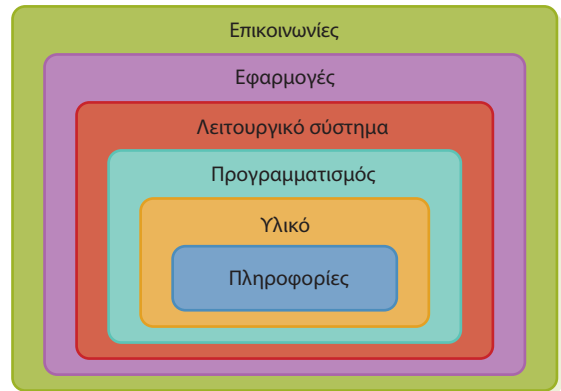 Επικοινωνίες
Εφαρμογές
Λειτουργικό σύστημα
Προγραμματισμός
Υλικό
Πληροφορίες